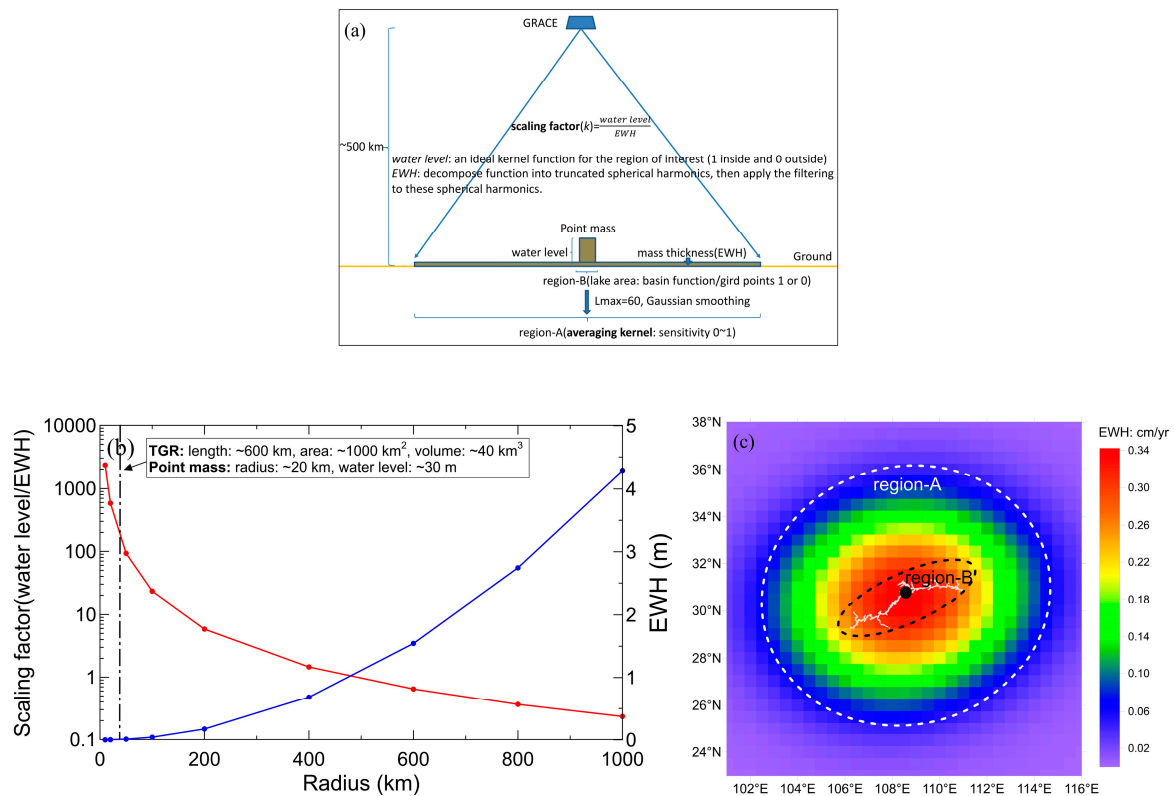 (a)
GRACE
~500 km
scaling factor(k)=water level/EWH
water level: an ideal kernel function for the region of interest (1 inside and 0 outside)
EWH: decompose function into truncated spherical harmonics, then apply the filtering
to these spherical harmonics.
Point mass
water level
mass thickness(EWH)
Ground
region-B(lake area: basin function/gird points 1 or 0)
Lmax=60, Gaussian smoothing
region-A(averaging kernel: sensitivity 0~1)
(b)
TGR: length: ~600 km, area: ~1000 km², volume: ~40 km³
Point mass: radius: ~20 km, water level: ~30 m
Scaling factor(water level/EWH)
10000
1000
100
10
1
0.1
0 200 400 600 800 1000
Radius (km)
5
4
3
2
1
0
EWH (m)
(c)
region-A
region-B
38°N
36°N
34°N
32°N
30°N
28°N
26°N
24°N
102°E 104°E 106°E 108°E 110°E 112°E 114°E 116°E
EWH: cm/yr
0.34
0.32
0.26
0.22
0.17
0.14
0.10
0.07
0.02